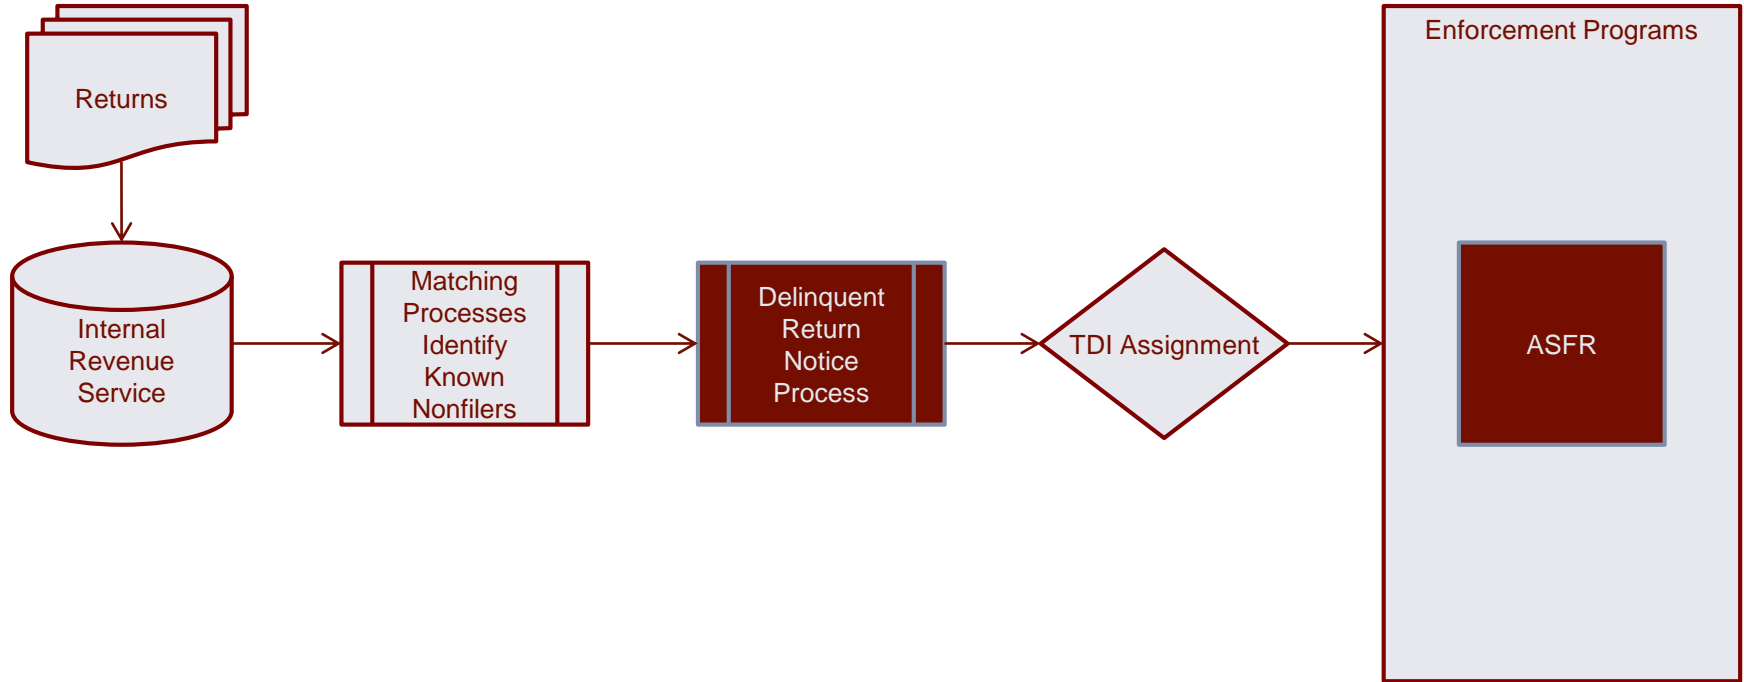 Returns
Internal
Revenue
Service
Matching
Processes
Identify
Known
Nonfilers
Delinquent
Return
Notice
Process
TDI Assignment
Enforcement Programs
ASFR